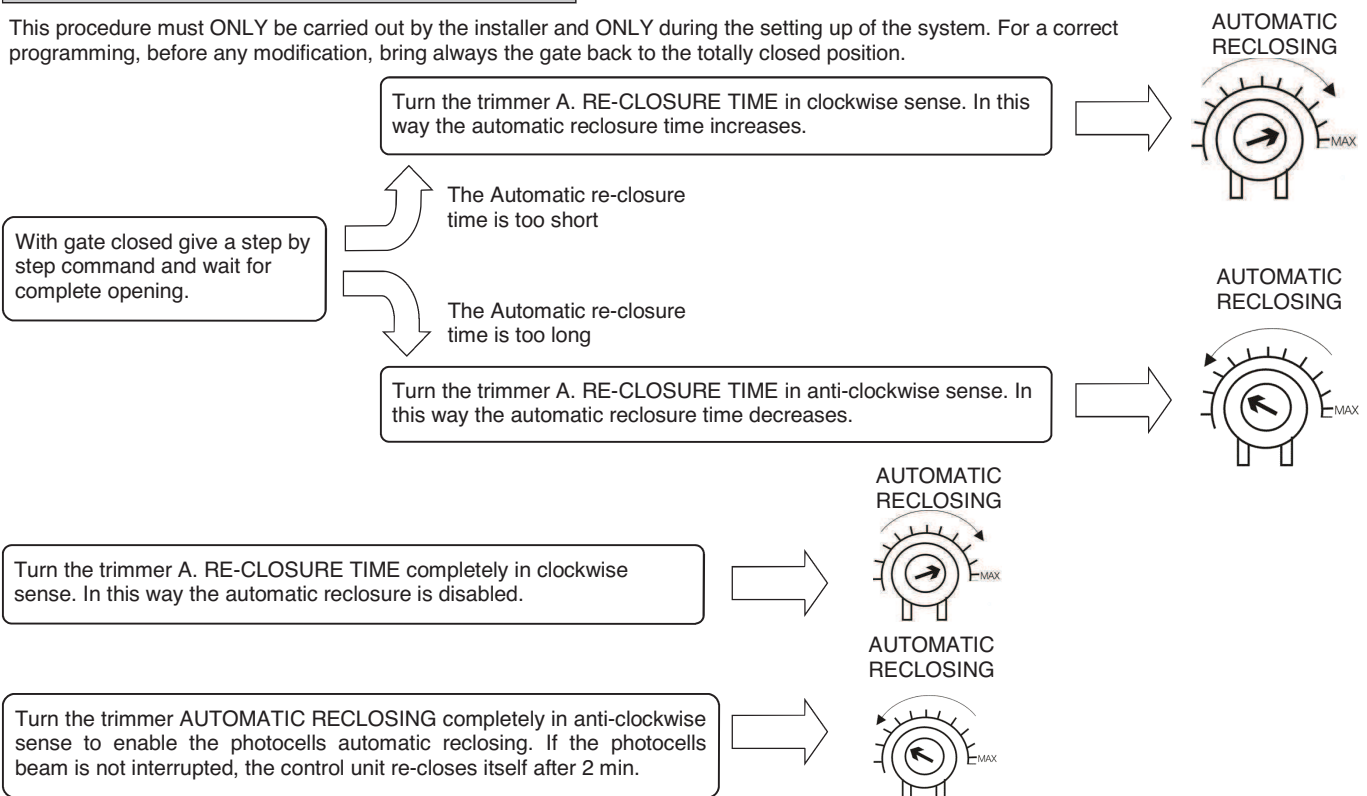 This procedure must ONLY be carried out by the installer and ONLY during the setting up of the system. For a correct
programming, before any modification, bring always the gate back to the totally closed position.
AUTOMATIC
RECLOSING
Turn the trimmer A. RE-CLOSURE TIME in clockwise sense. In this
way the automatic reclosure time increases.
MAX
The Automatic re-closure
time is too short
With gate closed give a step by
step command and wait for
complete opening.
The Automatic re-closure
time is too long
AUTOMATIC
RECLOSING
Turn the trimmer A. RE-CLOSURE TIME in anti-clockwise sense. In
this way the automatic reclosure time decreases.
MAX
AUTOMATIC
RECLOSING
Turn the trimmer A. RE-CLOSURE TIME completely in clockwise
sense. In this way the automatic reclosure is disabled.
MAX
AUTOMATIC
RECLOSING
Turn the trimmer AUTOMATIC RECLOSING completely in anti-clockwise
sense to enable the photocells automatic reclosing. If the photocells
beam is not interrupted, the control unit re-closes itself after 2 min.
MAX